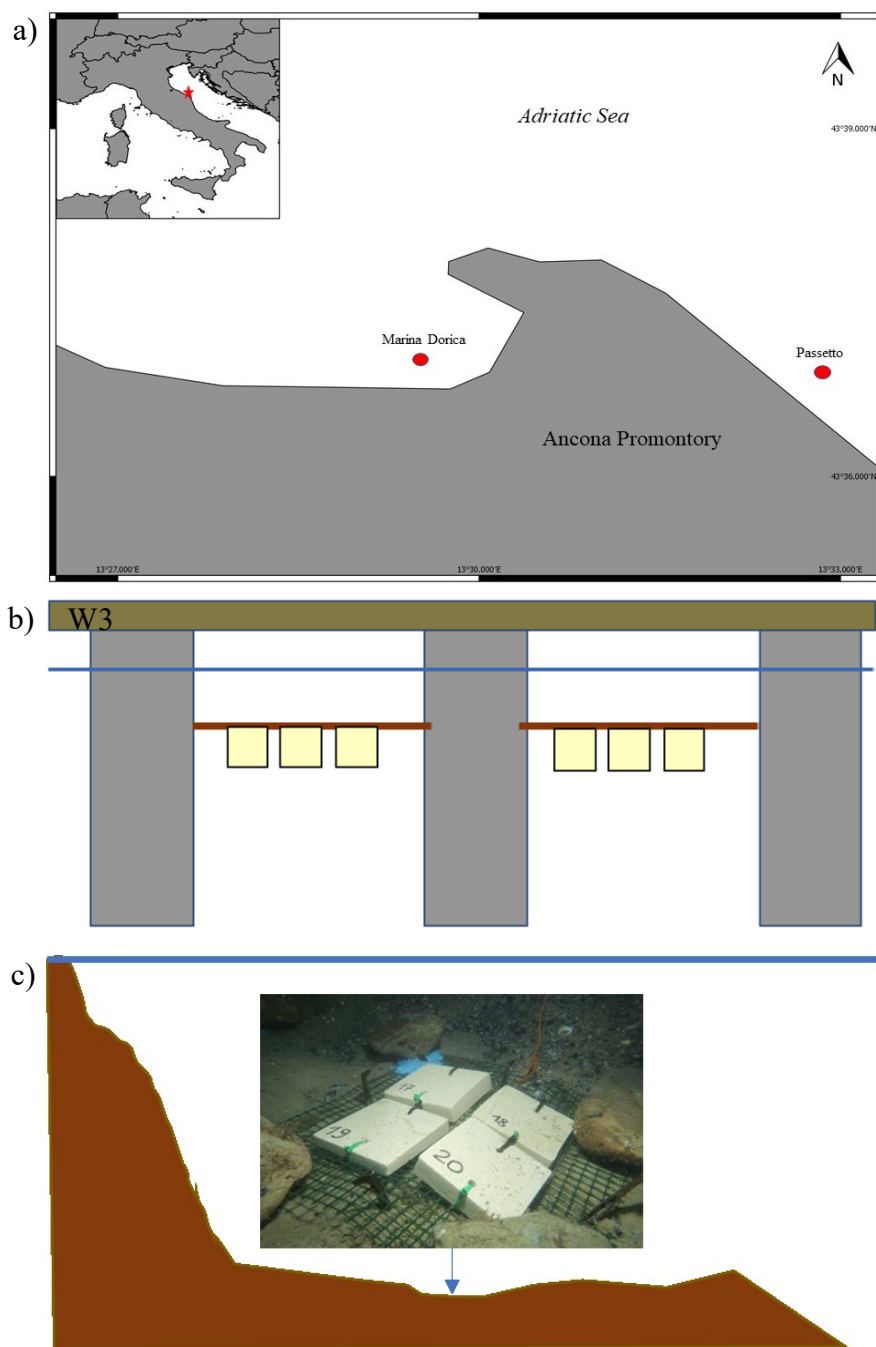 a)
N
Adriatic Sea
43°39.000'N
Marina Dorica
Passetto
Ancona Promontory
43°36.000'N
13°27.000'E
13°30.000'E
13°33.000'E
b)
W3
c)
17
18
19
20